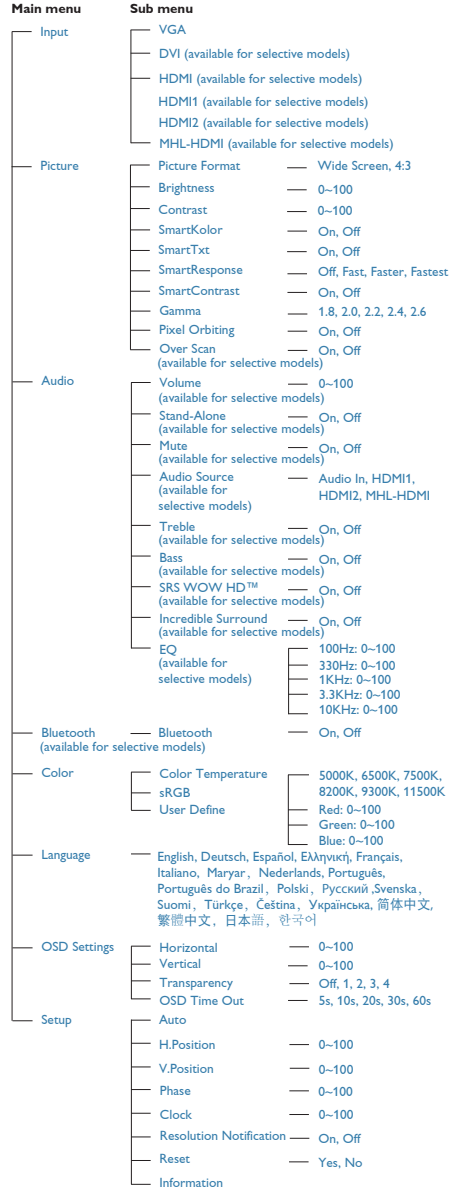 Main menu Sub menu
Input VGA
DVI (available for selective models)
HDMI (available for selective models)
HDMI1 (available for selective models)
HDMI2 (available for selective models)
MHL-HDMI (available for selective models)
Picture Picture Format Wide Screen, 4:3
Brightness 0~100
Contrast 0~100
SmartKolor On, Off
SmartTxt On, Off
SmartResponse Off, Fast, Faster, Fastest
SmartContrast On, Off
Gamma 1.8, 2.0, 2.2, 2.4, 2.6
Pixel Orbiting On, Off
Over Scan On, Off
(available for selective models)
Audio Volume 0~100
(available for selective models)
Stand-Alone On, Off
(available for selective models)
Mute On, Off
(available for selective models)
Audio Source Audio In, HDMI1,
(available for HDMI2, MHL-HDMI
selective models)
Treble On, Off
(available for selective models)
Bass On, Off
(available for selective models)
SRS WOW HD™ On, Off
(available for selective models)
Incredible Surround On, Off
(available for selective models)
EQ 100Hz: 0~100
(available for 330Hz: 0~100
selective models) 1KHz: 0~100
3.3KHz: 0~100
10KHz: 0~100
Bluetooth Bluetooth On, Off
(available for selective models)
Color Color Temperature 5000K, 6500K, 7500K,
sRGB 8200K, 9300K, 11500K
User Define Red: 0~100
Green: 0~100
Blue: 0~100
Language English, Deutsch, Español, Ελληνική, Français,
Italiano, Maryar, Nederlands, Português,
Português do Brazil, Polski, Русский ,Svenska,
Suomi, Türkçe, Čeština, Українська, 简体中文,
繁體中文, 日本語, 한국어
OSD Settings Horizontal 0~100
Vertical 0~100
Transparency Off, 1, 2, 3, 4
OSD Time Out 5s, 10s, 20s, 30s, 60s
Setup Auto
H.Position 0~100
V.Position 0~100
Phase 0~100
Clock 0~100
Resolution Notification On, Off
Reset Yes, No
Information